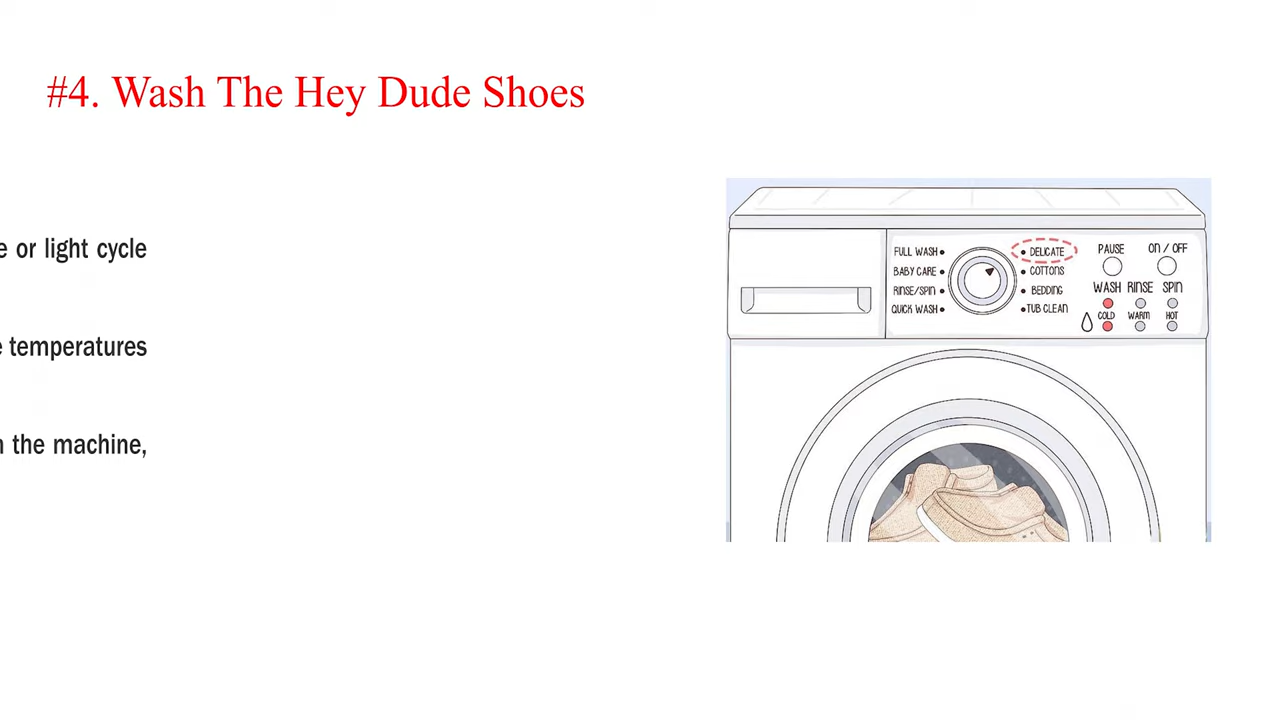 #4. Wash The Hey Dude Shoes
or light cycle
temperatures
the machine,
FULL WASH
BABY CARE
RINSE/SPIN
QUICK WASH
DELICATE
COTTONS
BEDDING
TUB CLEAN
PAUSE ON / OFF
WASH RINSE SPIN
COLD WARM HOT